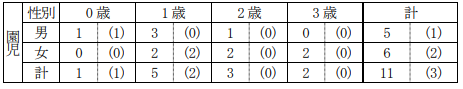 園児 性別 0歳 1歳 2歳 3歳 計
男 1 (1) 3 (0) 1 (0) 0 (0) 5 (1)
女 0 (0) 2 (2) 2 (0) 2 (0) 6 (2)
計 1 (1) 5 (2) 3 (0) 2 (0) 11 (3)